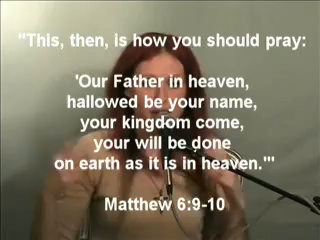 "This, then, is how you should pray:
'Our Father in heaven,
hallowed be your name,
your kingdom come,
your will be done
on earth as it is in heaven.'"
Matthew 6:9-10